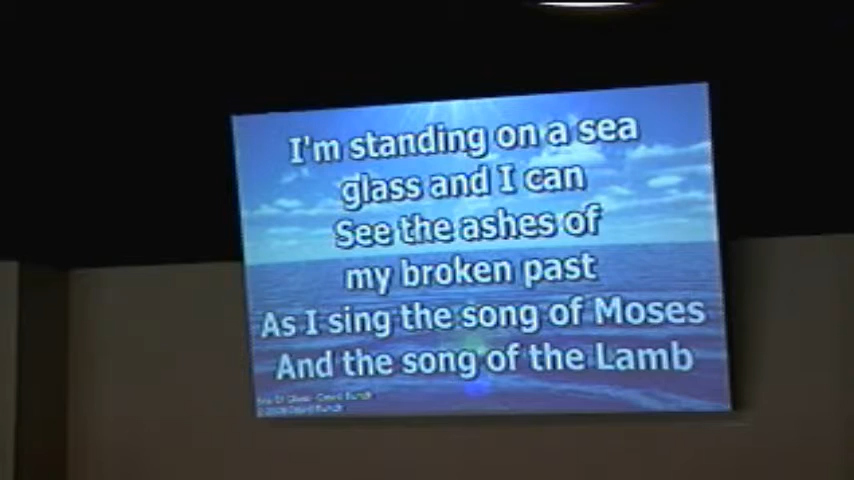 I'm standing on a sea
glass and I can
See the ashes of
my broken past
As I sing the song of Moses
And the song of the Lamb